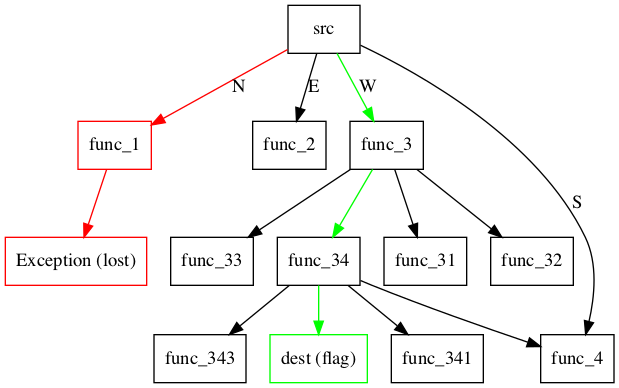 src
N
E
W
func_1
func_2
func_3
S
Exception (lost)
func_33
func_34
func_31
func_32
func_343
dest (flag)
func_341
func_4